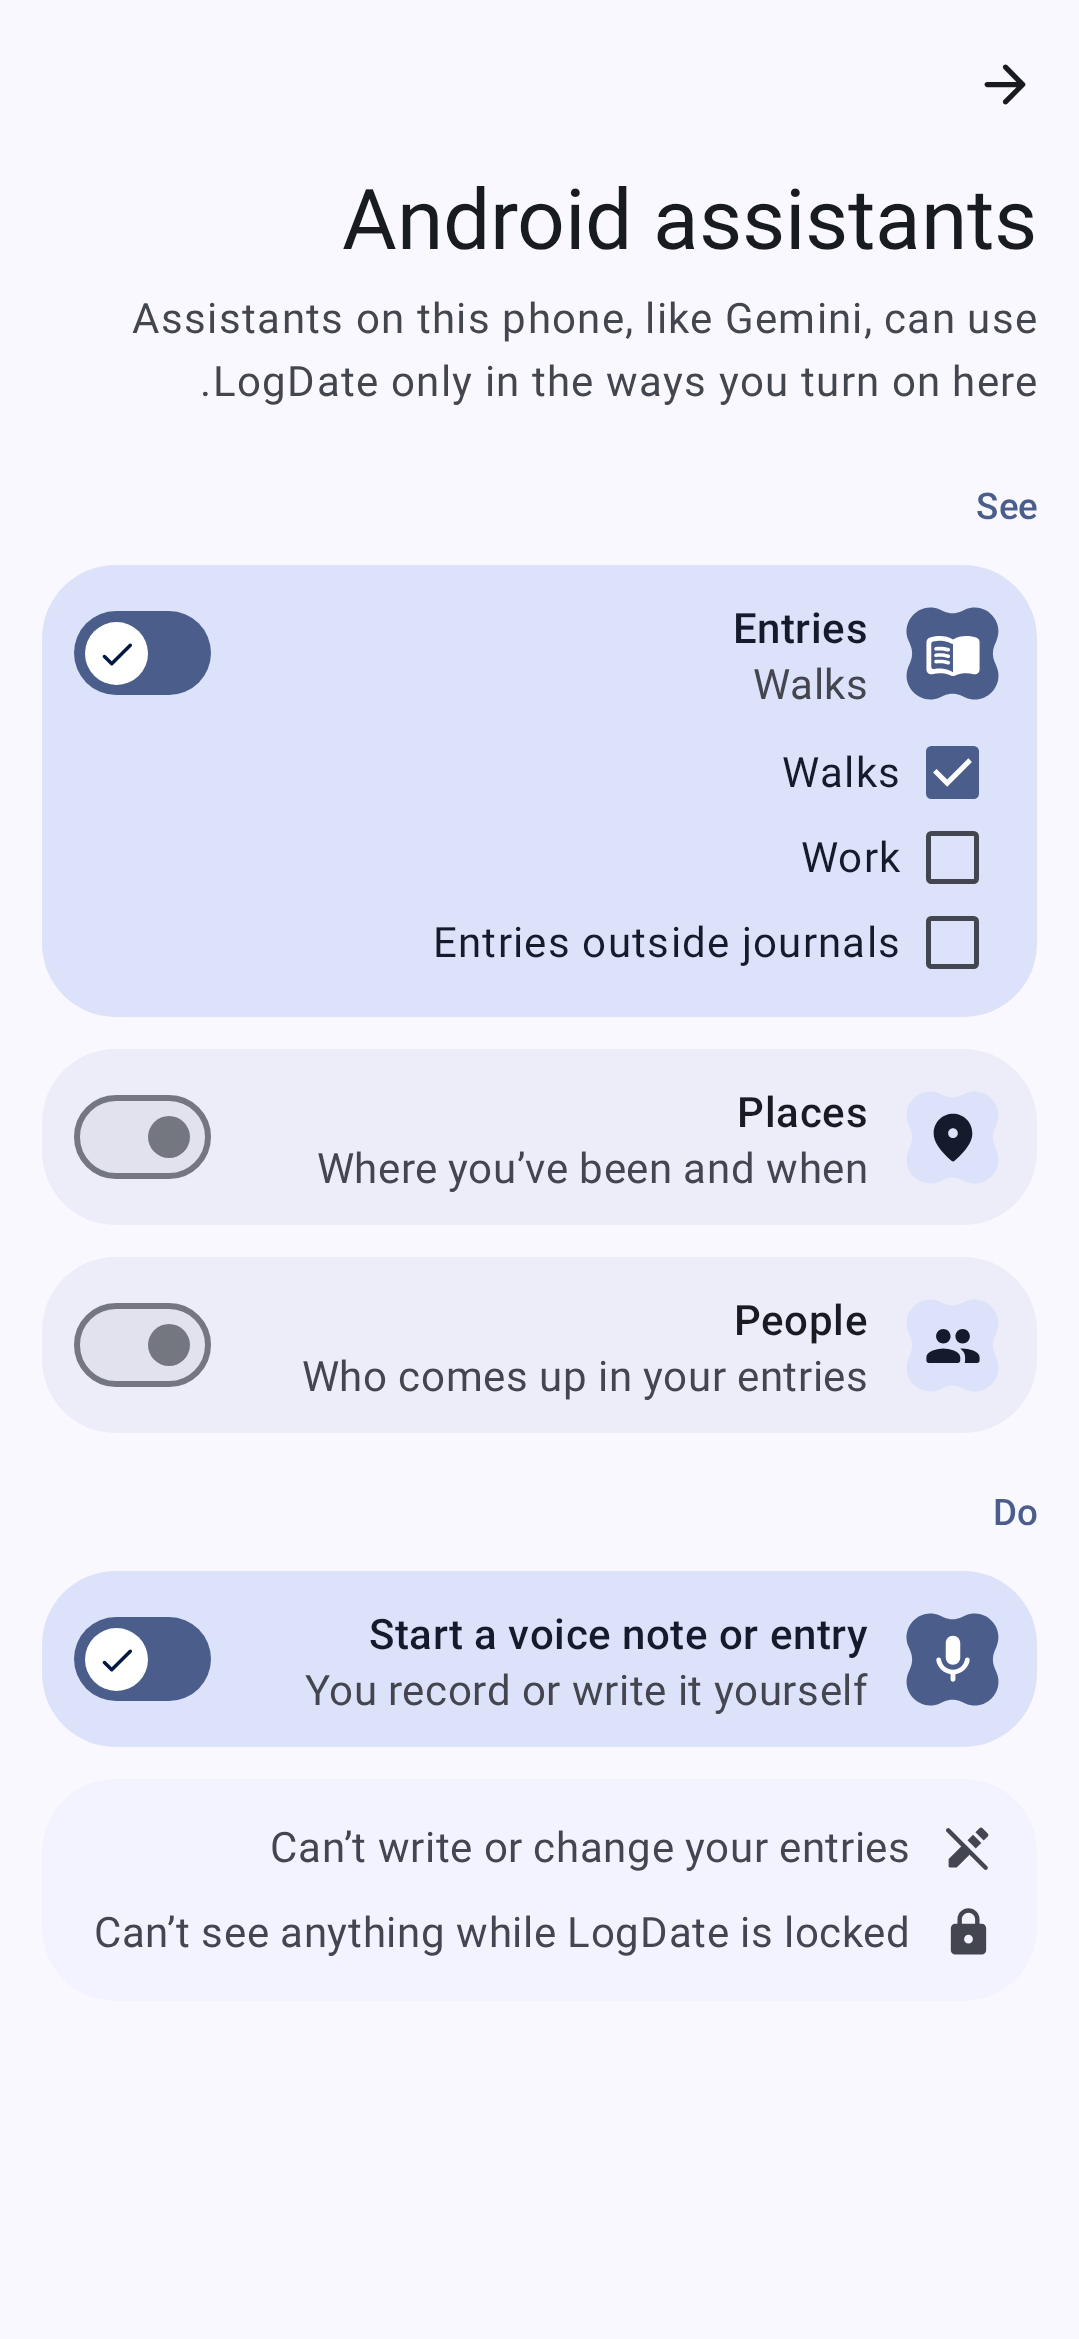 Android assistants
Assistants on this phone, like Gemini, can use
.LogDate only in the ways you turn on here
See
Entries
Walks
Walks
Work
Entries outside journals
Places
Where you’ve been and when
People
Who comes up in your entries
Do
Start a voice note or entry
You record or write it yourself
Can’t write or change your entries
Can’t see anything while LogDate is locked